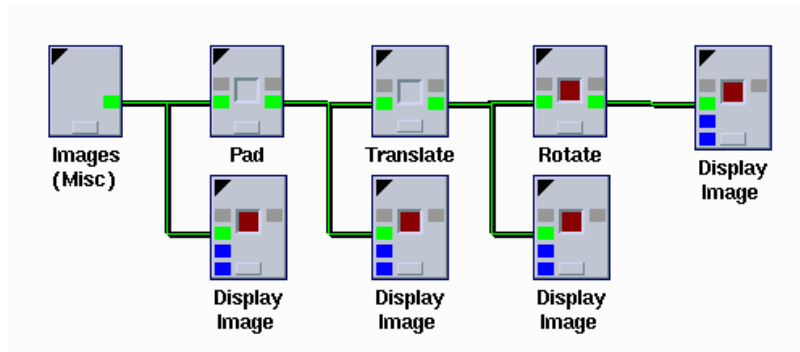 Images
(Misc)
Pad
Translate
Rotate
Display
Image
Display
Image
Display
Image
Display
Image